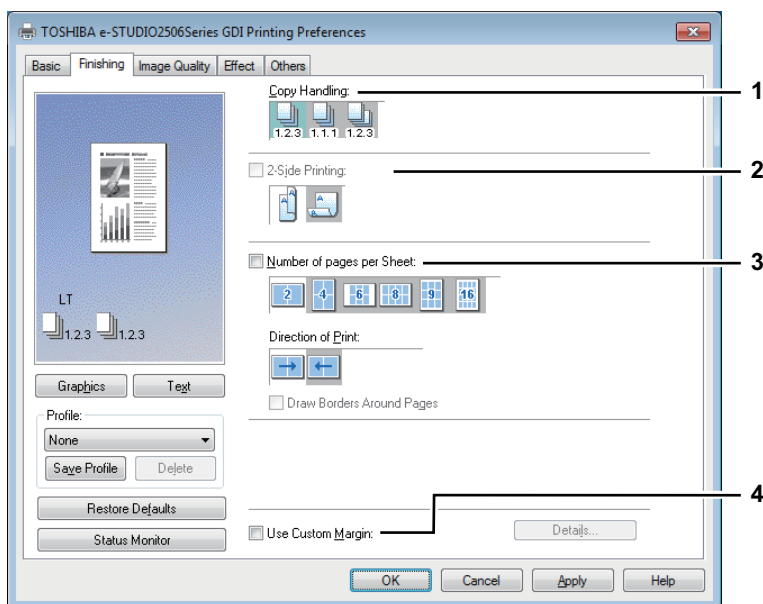 TOSHIBA e-STUDIO2506Series GDI Printing Preferences
Basic Finishing Image Quality Effect Others
Copy Handling:
1
1.2.3 1.1.1 1.2.3
2-Side Printing:
2
A A
A A
Number of pages per Sheet:
3
2 4 6 8 9 16
LT
1.2.3 1.2.3
Direction of Print:
Graphics Text
Draw Borders Around Pages
Profile:
None
Save Profile Delete
Restore Defaults
4
Use Custom Margin:
Details...
Status Monitor
OK Cancel Apply Help